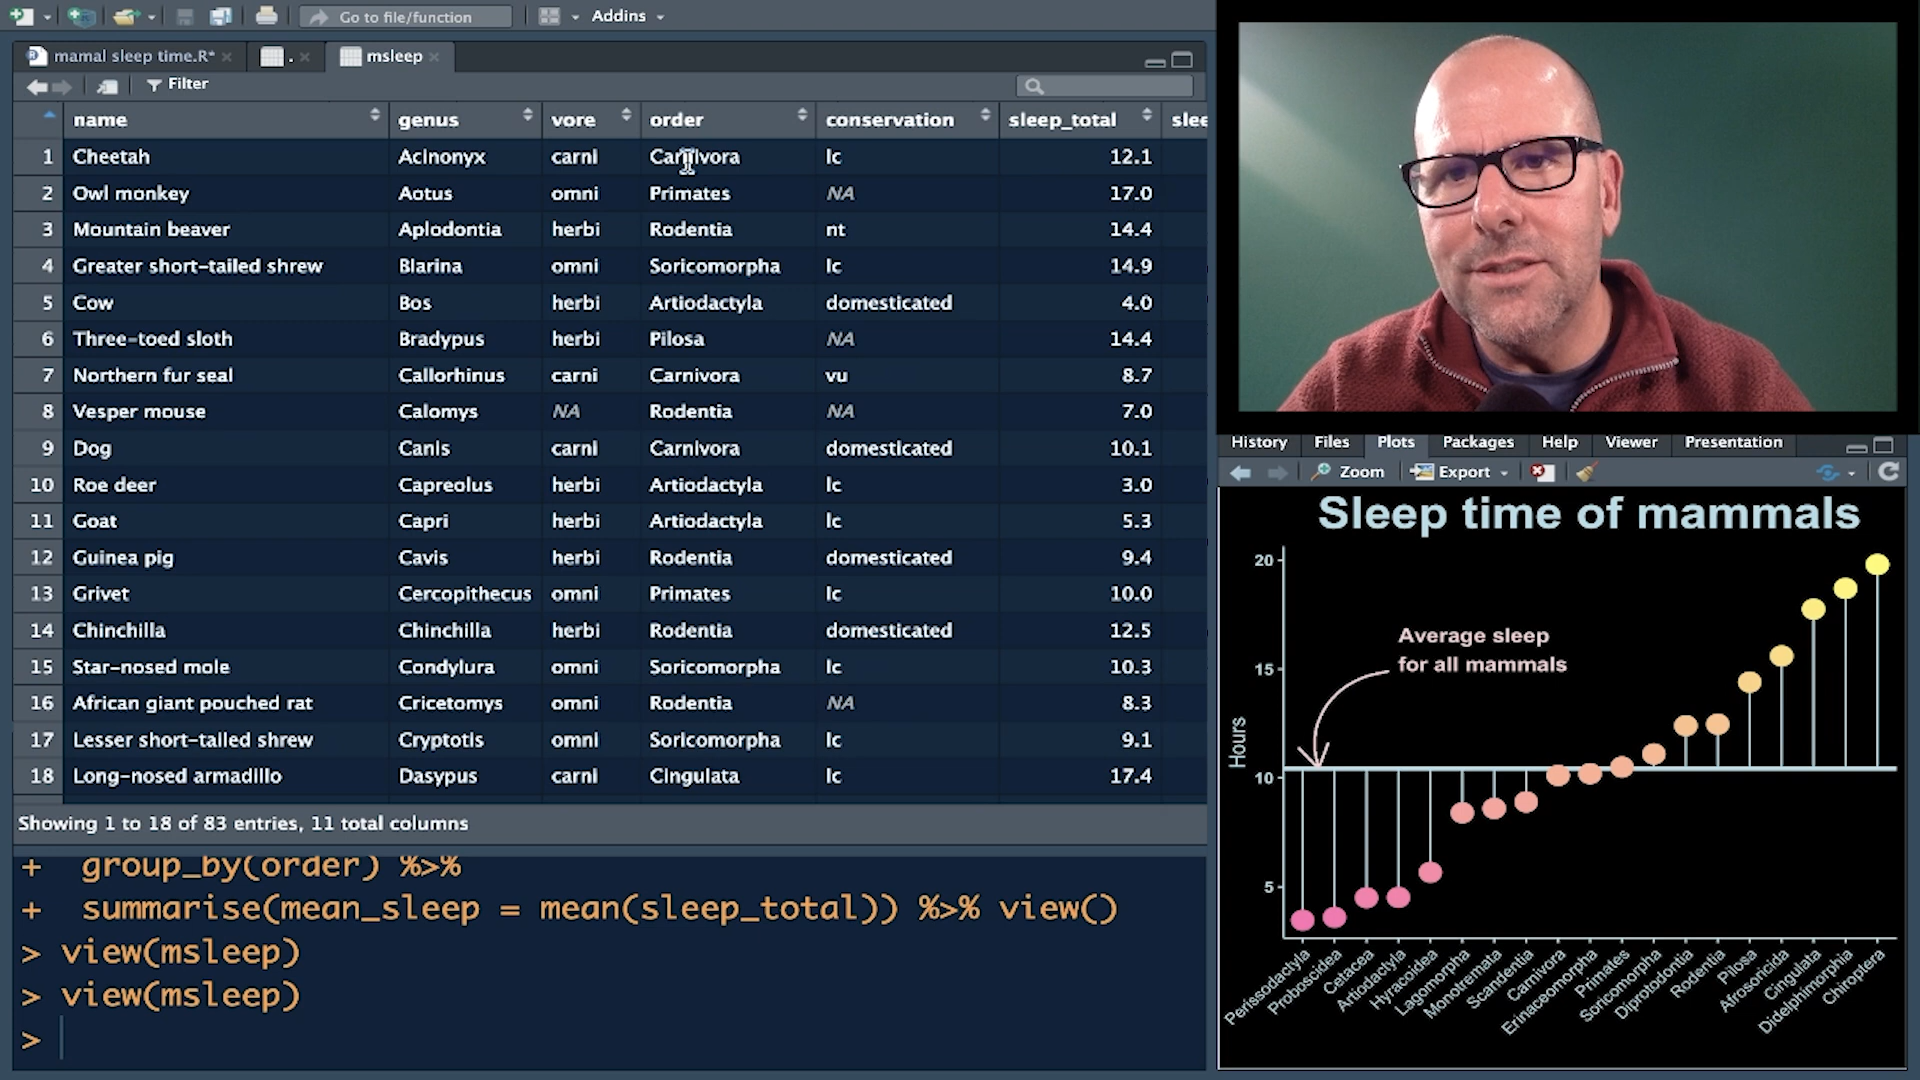 Go to file/function
Addins
mamal sleep time.R*
.
msleep
Filter
name genus vore order conservation sleep_total slee
1 Cheetah Acinonyx carni Carnivora lc 12.1
2 Owl monkey Aotus omni Primates NA 17.0
3 Mountain beaver Aplodontia herbi Rodentia nt 14.4
4 Greater short-tailed shrew Blarina omni Soricomorpha lc 14.9
5 Cow Bos herbi Artiodactyla domesticated 4.0
6 Three-toed sloth Bradypus herbi Pilosa NA 14.4
7 Northern fur seal Callorhinus carni Carnivora vu 8.7
8 Vesper mouse Calomys NA Rodentia NA 7.0
9 Dog Canis carni Carnivora domesticated 10.1
10 Roe deer Capreolus herbi Artiodactyla lc 3.0
11 Goat Capri herbi Artiodactyla lc 5.3
12 Guinea pig Cavis herbi Rodentia domesticated 9.4
13 Grivet Cercopithecus omni Primates lc 10.0
14 Chinchilla Chinchilla herbi Rodentia domesticated 12.5
15 Star-nosed mole Condylura omni Soricomorpha lc 10.3
16 African giant pouched rat Cricetomys omni Rodentia NA 8.3
17 Lesser short-tailed shrew Cryptotis omni Soricomorpha lc 9.1
18 Long-nosed armadillo Dasypus carni Cingulata lc 17.4
Showing 1 to 18 of 83 entries, 11 total columns
+ group_by(order) %>%
+ summarise(mean_sleep = mean(sleep_total)) %>% view()
> view(msleep)
> view(msleep)
>
History Files Plots Packages Help Viewer Presentation
Zoom Export
Sleep time of mammals
20
15
10
5
Hours
Average sleep
for all mammals
Perissodactyla
Proboscidea
Cetacea
Artiodactyla
Hyracoidea
Lagomorpha
Monotremata
Scandentia
Carnivora
Erinaceomorpha
Primates
Soricomorpha
Diprotodontia
Rodentia
Pilosa
Afrosoricida
Cingulata
Didelphimorphia
Chiroptera